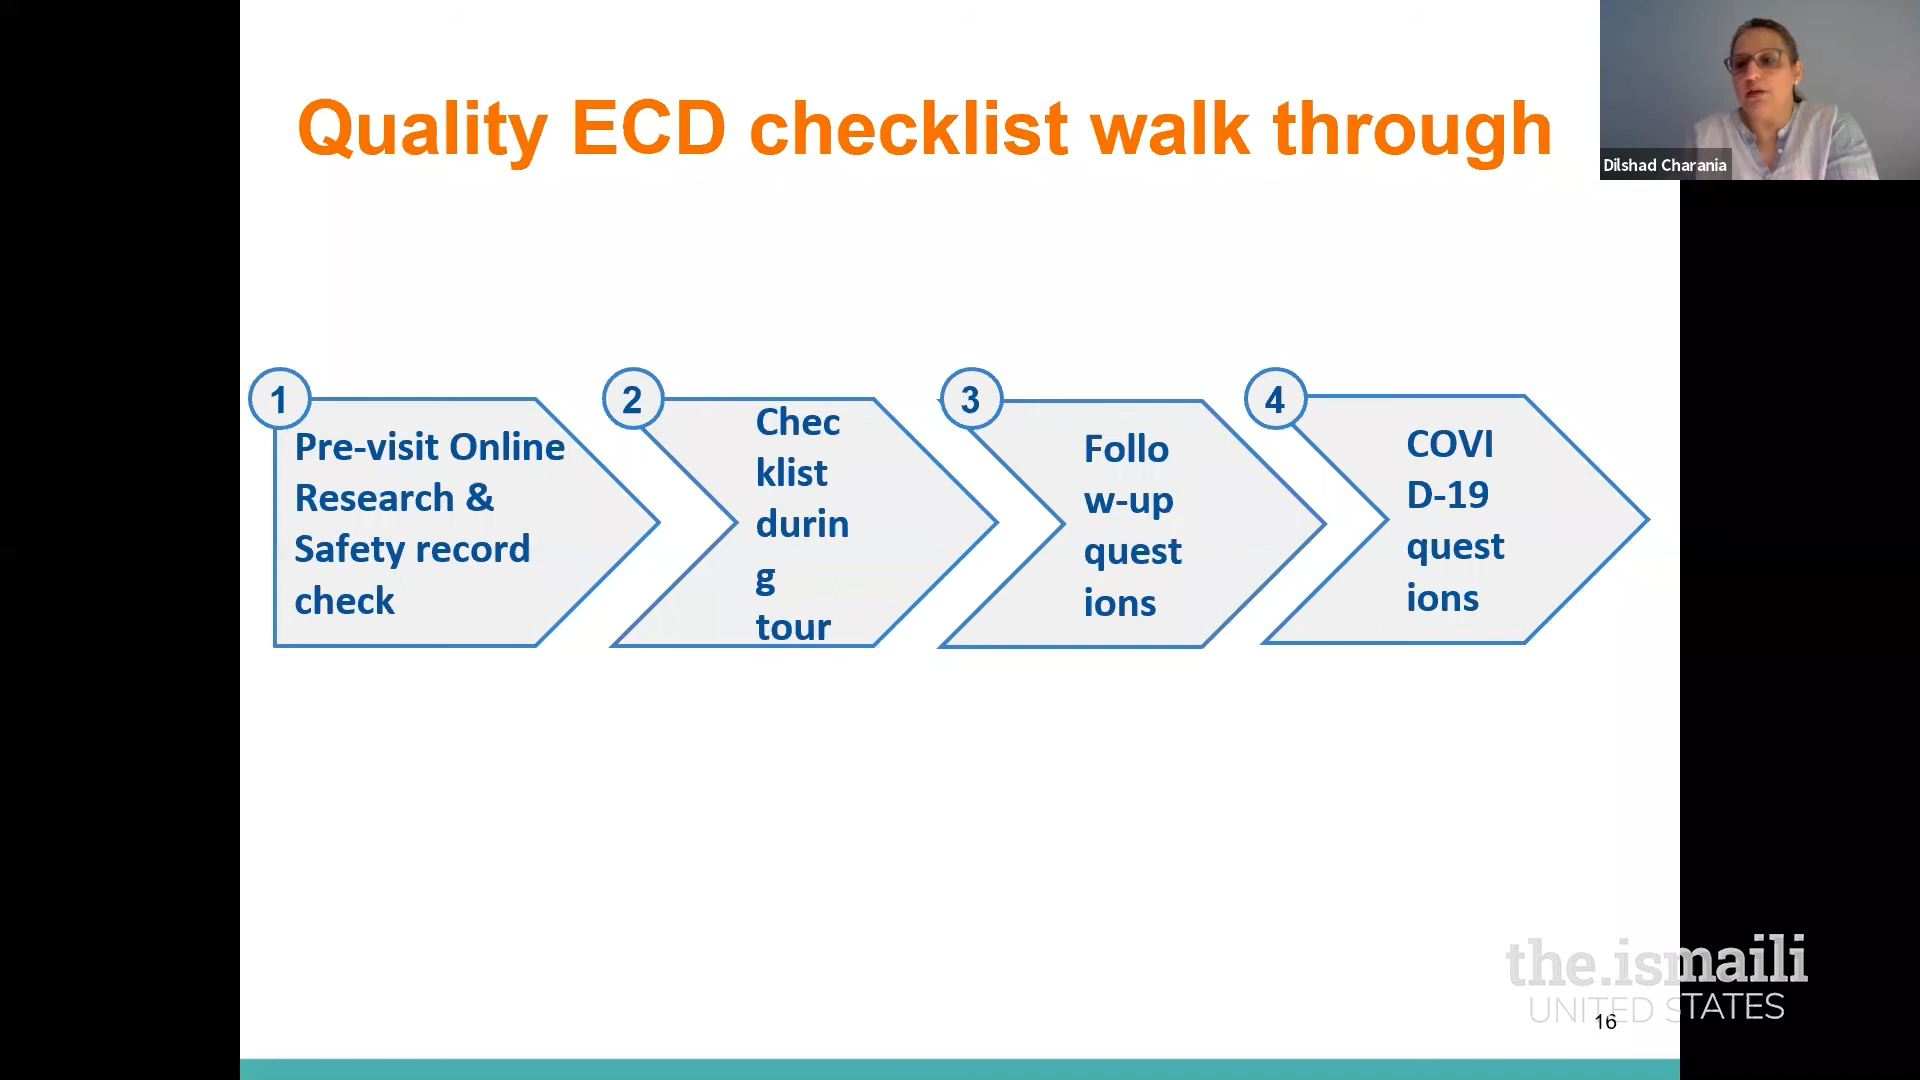 Quality ECD checklist walk through
Dilshad Charania
1
Pre-visit Online
Research &
Safety record
check
2
Chec
klist
durin
g
tour
3
Follo
w-up
quest
ions
4
COVI
D-19
quest
ions
the.ismaili
UNITED STATES
16